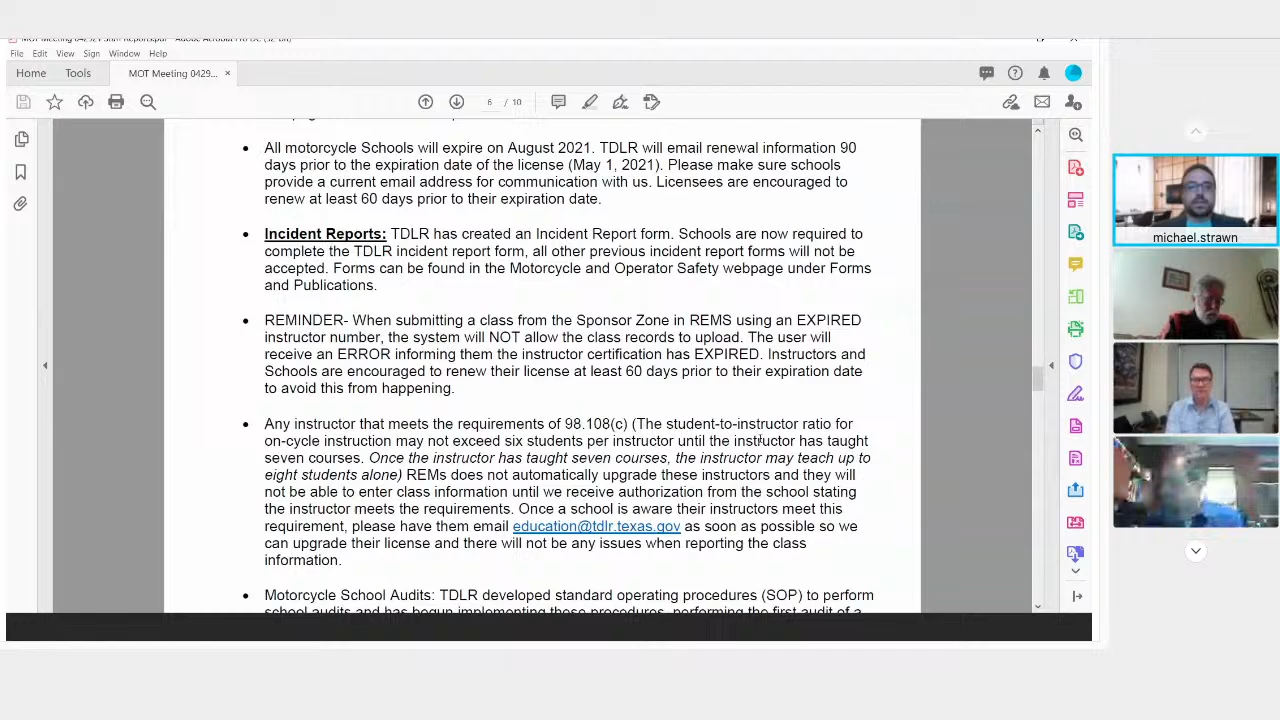 File Edit View Sign Window Help
Home Tools MOT Meeting 0429... ×
6 / 10
• All motorcycle Schools will expire on August 2021. TDLR will email renewal information 90
days prior to the expiration date of the license (May 1, 2021). Please make sure schools
provide a current email address for communication with us. Licensees are encouraged to
renew at least 60 days prior to their expiration date.
• Incident Reports: TDLR has created an Incident Report form. Schools are now required to
complete the TDLR incident report form, all other previous incident report forms will not be
accepted. Forms can be found in the Motorcycle and Operator Safety webpage under Forms
and Publications.
• REMINDER- When submitting a class from the Sponsor Zone in REMS using an EXPIRED
instructor number, the system will NOT allow the class records to upload. The user will
receive an ERROR informing them the instructor certification has EXPIRED. Instructors and
Schools are encouraged to renew their license at least 60 days prior to their expiration date
to avoid this from happening.
• Any instructor that meets the requirements of 98.108(c) (The student-to-instructor ratio for
on-cycle instruction may not exceed six students per instructor until the instructor has taught
seven courses. Once the instructor has taught seven courses, the instructor may teach up to
eight students alone) REMs does not automatically upgrade these instructors and they will
not be able to enter class information until we receive authorization from the school stating
the instructor meets the requirements. Once a school is aware their instructors meet this
requirement, please have them email education@tdlr.texas.gov as soon as possible so we
can upgrade their license and there will not be any issues when reporting the class
information.
• Motorcycle School Audits: TDLR developed standard operating procedures (SOP) to perform
school audits and has begun implementing these procedures, performing the first audit of a
michael.strawn